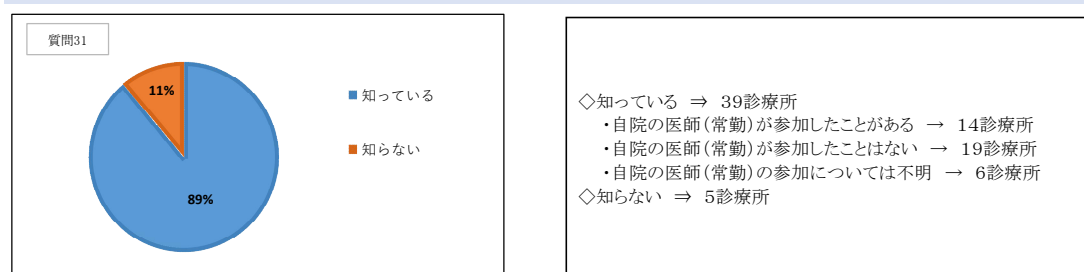 質問31
11%
89%
知っている
知らない
◇知っている ⇒ 39診療所
・自院の医師(常勤)が参加したことがある → 14診療所
・自院の医師(常勤)が参加したことはない → 19診療所
・自院の医師(常勤)の参加については不明 → 6診療所
◇知らない ⇒ 5診療所